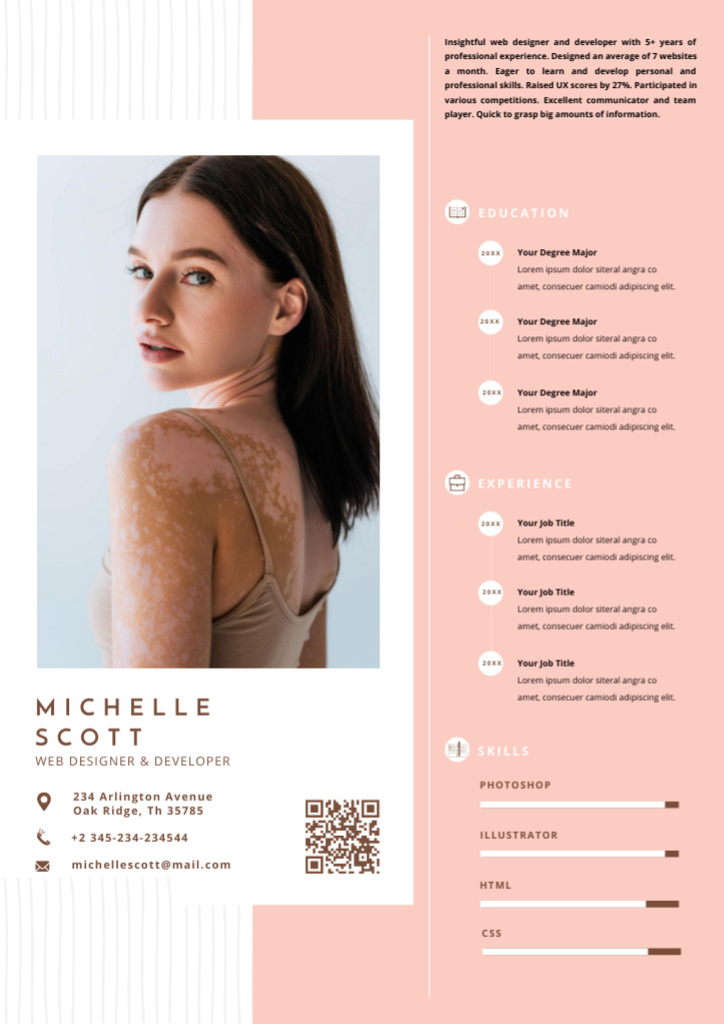 Insightful web designer and developer with 5+ years of
professional experience. Designed an average of 7 websites
a month. Eager to learn and develop personal and
professional skills. Raised UX scores by 27%. Participated in
various competitions. Excellent communicator and team
player. Quick to grasp big amounts of information.
EDUCATION
20XX
Your Degree Major
Lorem ipsum dolor siteral angra co
amet, consecuer camiodi adipiscing elit.
20XX
Your Degree Major
Lorem ipsum dolor siteral angra co
amet, consecuer camiodi adipiscing elit.
20XX
Your Degree Major
Lorem ipsum dolor siteral angra co
amet, consecuer camiodi adipiscing elit.
EXPERIENCE
20XX
Your Job Title
Lorem ipsum dolor siteral angra co
amet, consecuer camiodi adipiscing elit.
20XX
Your Job Title
Lorem ipsum dolor siteral angra co
amet, consecuer camiodi adipiscing elit.
20XX
Your Job Title
Lorem ipsum dolor siteral angra co
amet, consecuer camiodi adipiscing elit.
SKILLS
PHOTOSHOP
ILLUSTRATOR
HTML
CSS
MICHELLE
SCOTT
WEB DESIGNER & DEVELOPER
234 Arlington Avenue
Oak Ridge, Th 35785
+2 345-234-234544
michellescott@mail.com